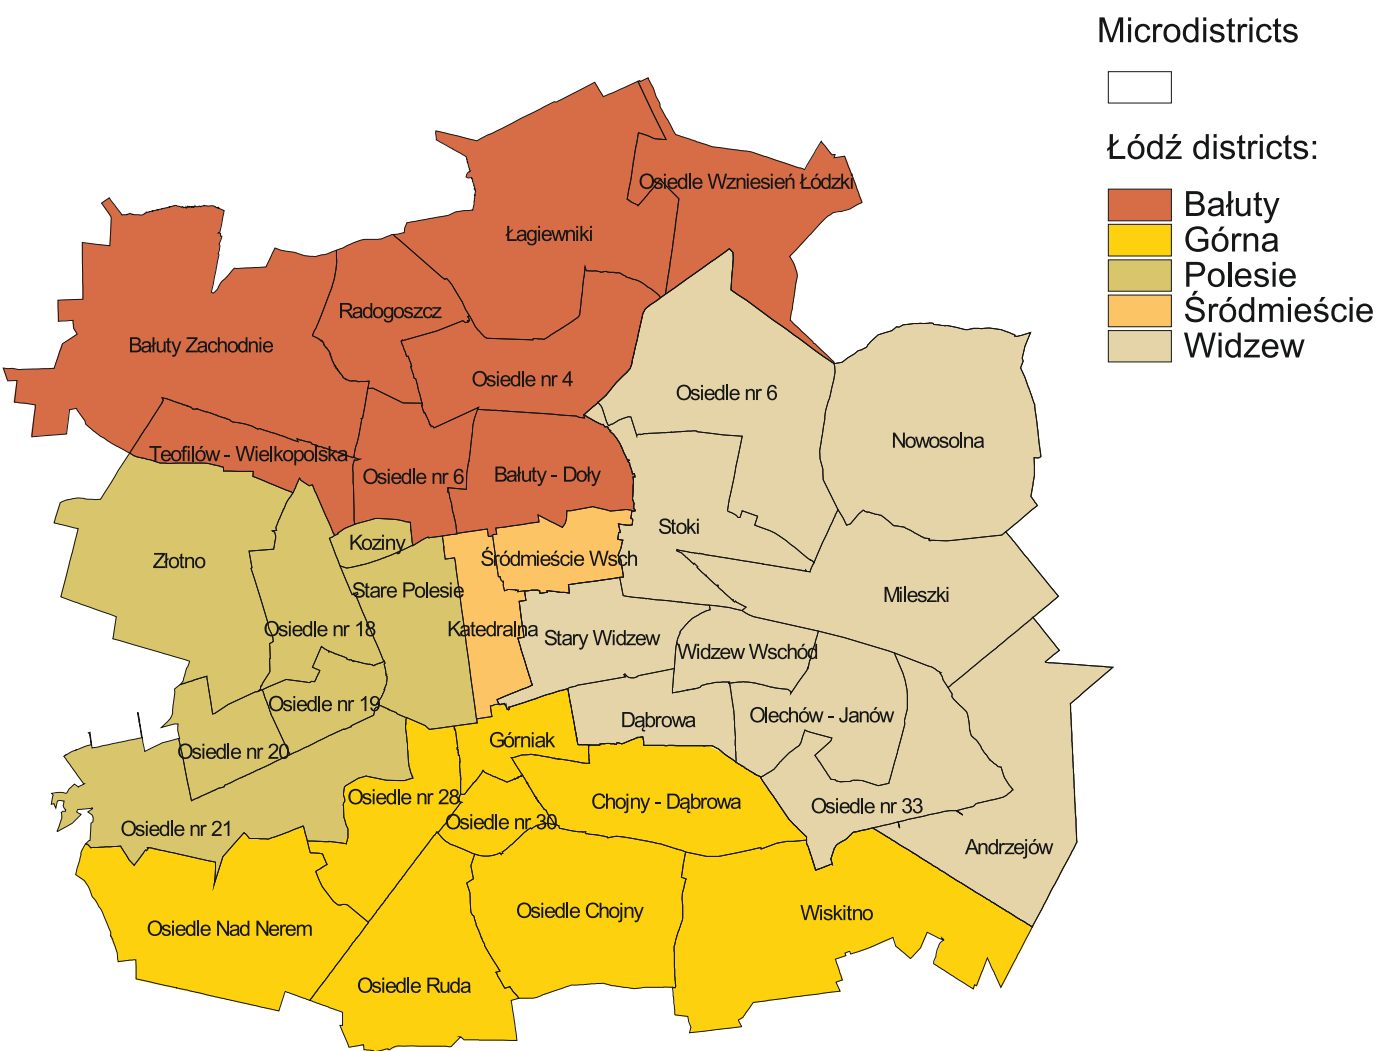 Microdistricts
Łódź districts:
Bałuty
Górna
Polesie
Śródmieście
Widzew
Osiedle Wzniesień Łódzki
Łagiewniki
Radogoszcz
Bałuty Zachodnie
Osiedle nr 4
Osiedle nr 6
Nowosolna
Teofilów - Wielkopolska
Osiedle nr 6
Bałuty - Doły
Stoki
Koziny
Śródmieście Wsch
Złotno
Stare Polesie
Mileszki
Osiedle nr 18
Katedralna
Stary Widzew
Widzew Wschód
Osiedle nr 19
Dąbrowa
Olechów - Janów
Osiedle nr 20
Górniak
Osiedle nr 28
Chojny - Dąbrowa
Osiedle nr 33
Osiedle nr 21
Osiedle nr 30
Andrzejów
Osiedle Nad Nerem
Osiedle Chojny
Wiskitno
Osiedle Ruda